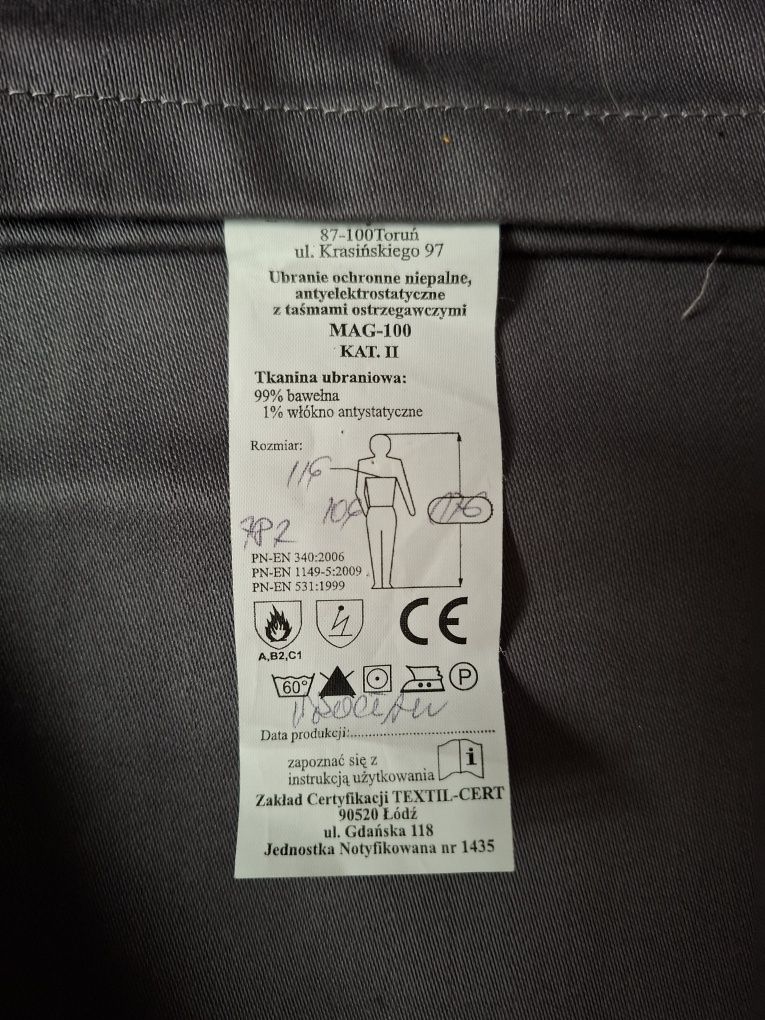 87-100Toruń
ul. Krasińskiego 97
Ubranie ochronne niepalne,
antyelektrostatyczne
z taśmami ostrzegawczymi
MAG-100
KAT. II
Tkanina ubraniowa:
99% bawełna
1% włókno antystatyczne
Rozmiar:
116
106
176
782
PN-EN 340:2006
PN-EN 1149-5:2009
PN-EN 531:1999
CE
A,B2,C1
60°
P
Wrocław
Data produkcji:
zapoznać się z
instrukcją użytkowania
i
Zakład Certyfikacji TEXTIL-CERT
90520 Łódź
ul. Gdańska 118
Jednostka Notyfikowana nr 1435